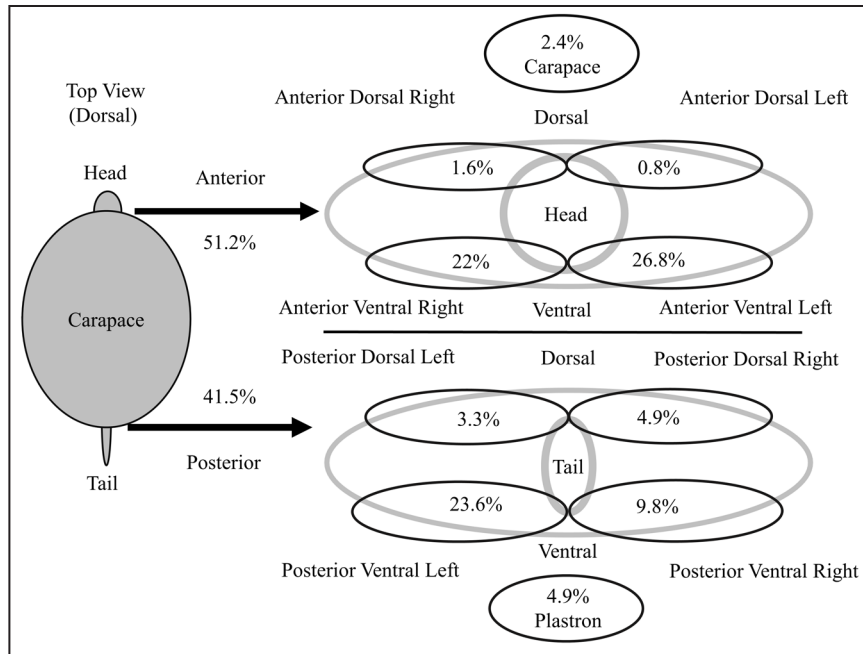 2.4%
Carapace
Top View
(Dorsal)
Anterior Dorsal Right
Anterior Dorsal Left
Dorsal
Head
Anterior
51.2%
1.6%
0.8%
Head
22%
26.8%
Carapace
Anterior Ventral Right
Ventral
Anterior Ventral Left
Posterior Dorsal Left
Dorsal
Posterior Dorsal Right
41.5%
Posterior
Tail
3.3%
4.9%
Tail
23.6%
9.8%
Ventral
Posterior Ventral Left
Posterior Ventral Right
4.9%
Plastron